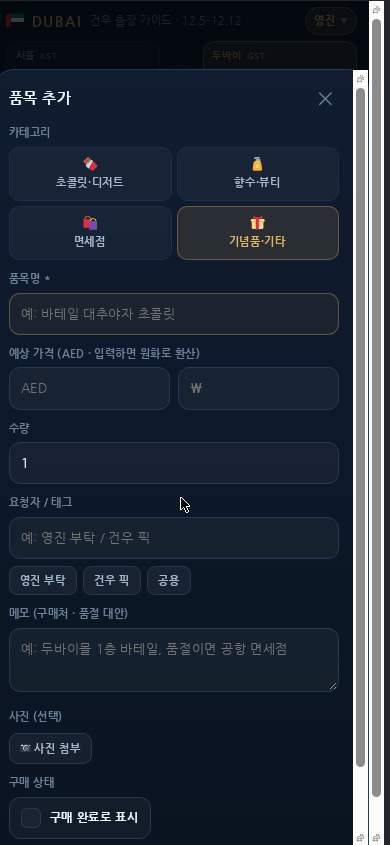 DUBAI 건우 출장 가이드 · 12.5–12.12 영진 ▼
서울 KST 두바이 GST
품목 추가
카테고리
초콜릿·디저트
향수·뷰티
면세점
기념품·기타
품목명 *
예: 바테일 대추야자 초콜릿
예상 가격 (AED · 입력하면 원화로 환산)
AED ₩
수량
1
요청자 / 태그
예: 영진 부탁 / 건우 픽
영진 부탁 건우 픽 공용
메모 (구매처 · 품절 대안)
예: 두바이몰 1층 바테일, 품절이면 공항 면세점
사진 (선택)
사진 첨부
구매 상태
구매 완료로 표시